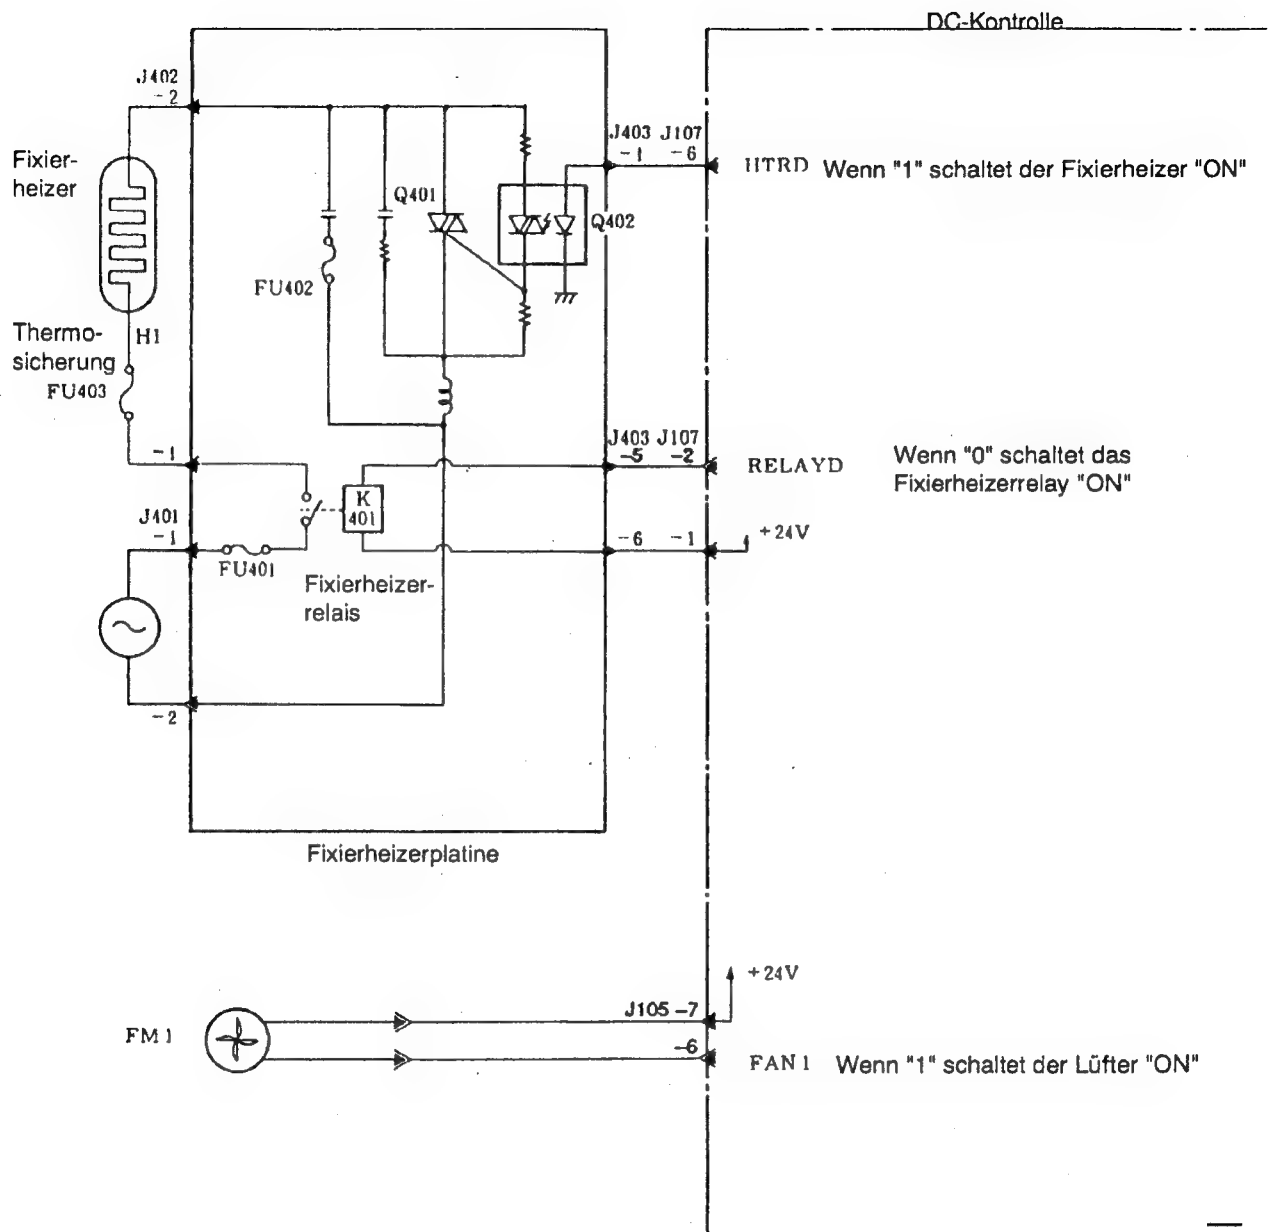 DC-Kontrolle
J402
-2
J403 J107
-1 -6
HTRD Wenn "1" schaltet der Fixierheizer "ON"
Fixier-
heizer
Q401
Q402
FU402
H1
Thermo-
sicherung
FU403
-1
J403 J107
-5 -2
RELAYD
Wenn "0" schaltet das
Fixierheizerrelay "ON"
K
401
J401
-1
-6 -1
+24V
FU401
Fixierheizer-
relais
-2
Fixierheizerplatine
+24V
J105 -7
FM1
-6
FAN1 Wenn "1" schaltet der Lüfter "ON"